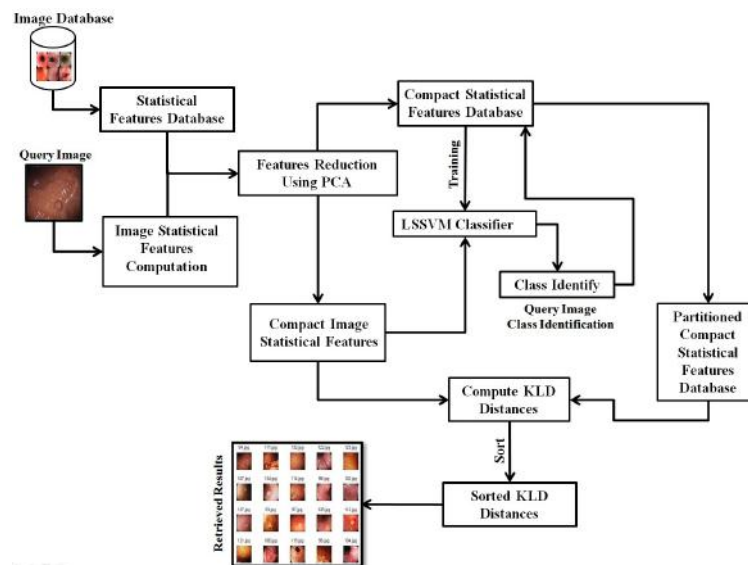 Image Database
Statistical
Features Database
Query Image
Image Statistical
Features
Computation
Features Reduction
Using PCA
Compact Statistical
Features Database
Training
LSSVM Classifier
Class Identify
Query Image
Class Identification
Compact Image
Statistical Features
Partitioned
Compact
Statistical
Features
Database
Compute KLD
Distances
Sort
Sorted KLD
Distances
Retrieved Results